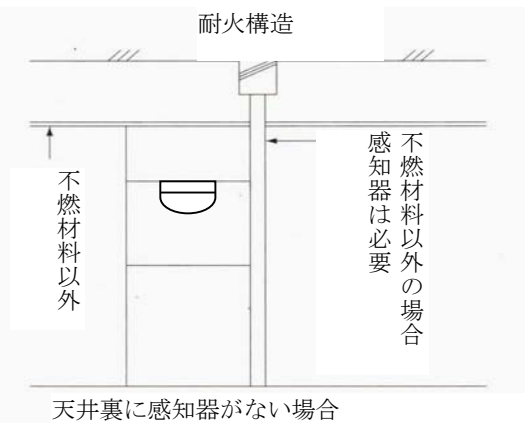 耐火構造
不燃材料以外の場合
感知器は必要
不燃材料以外
天井裏に感知器がない場合